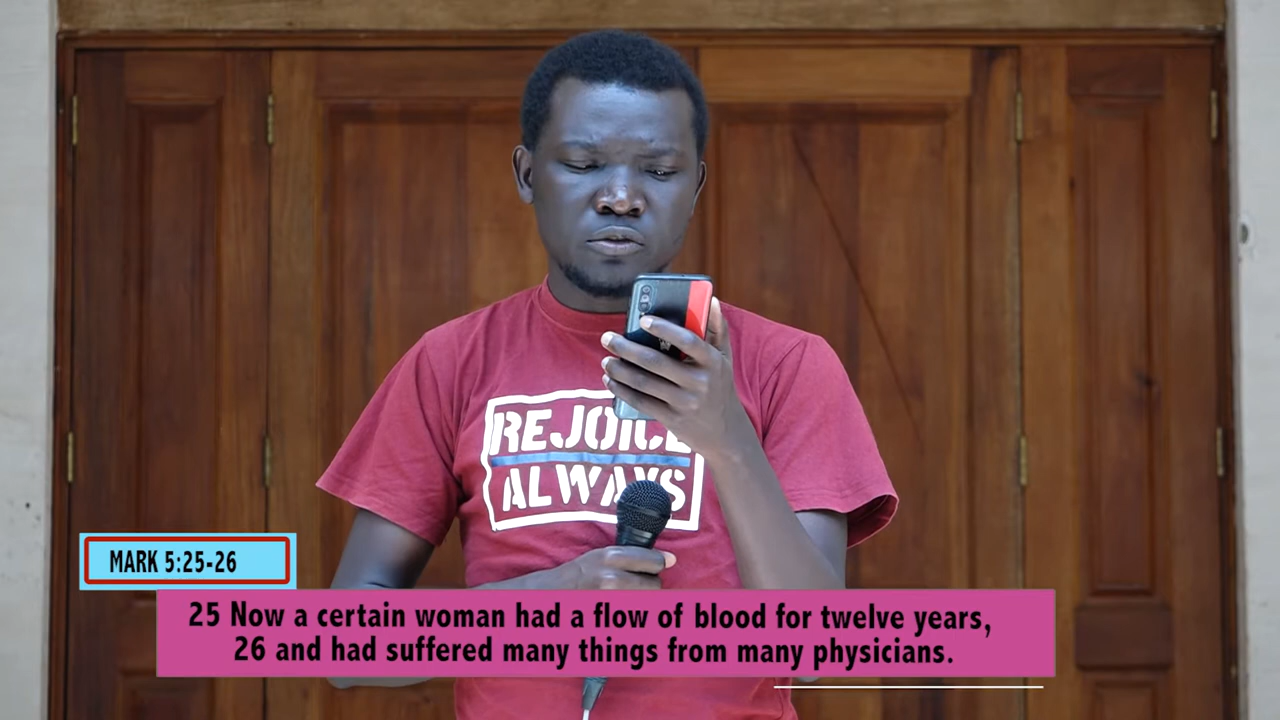 REJOICE
ALWAYS
MARK 5:25-26
25 Now a certain woman had a flow of blood for twelve years,
26 and had suffered many things from many physicians.